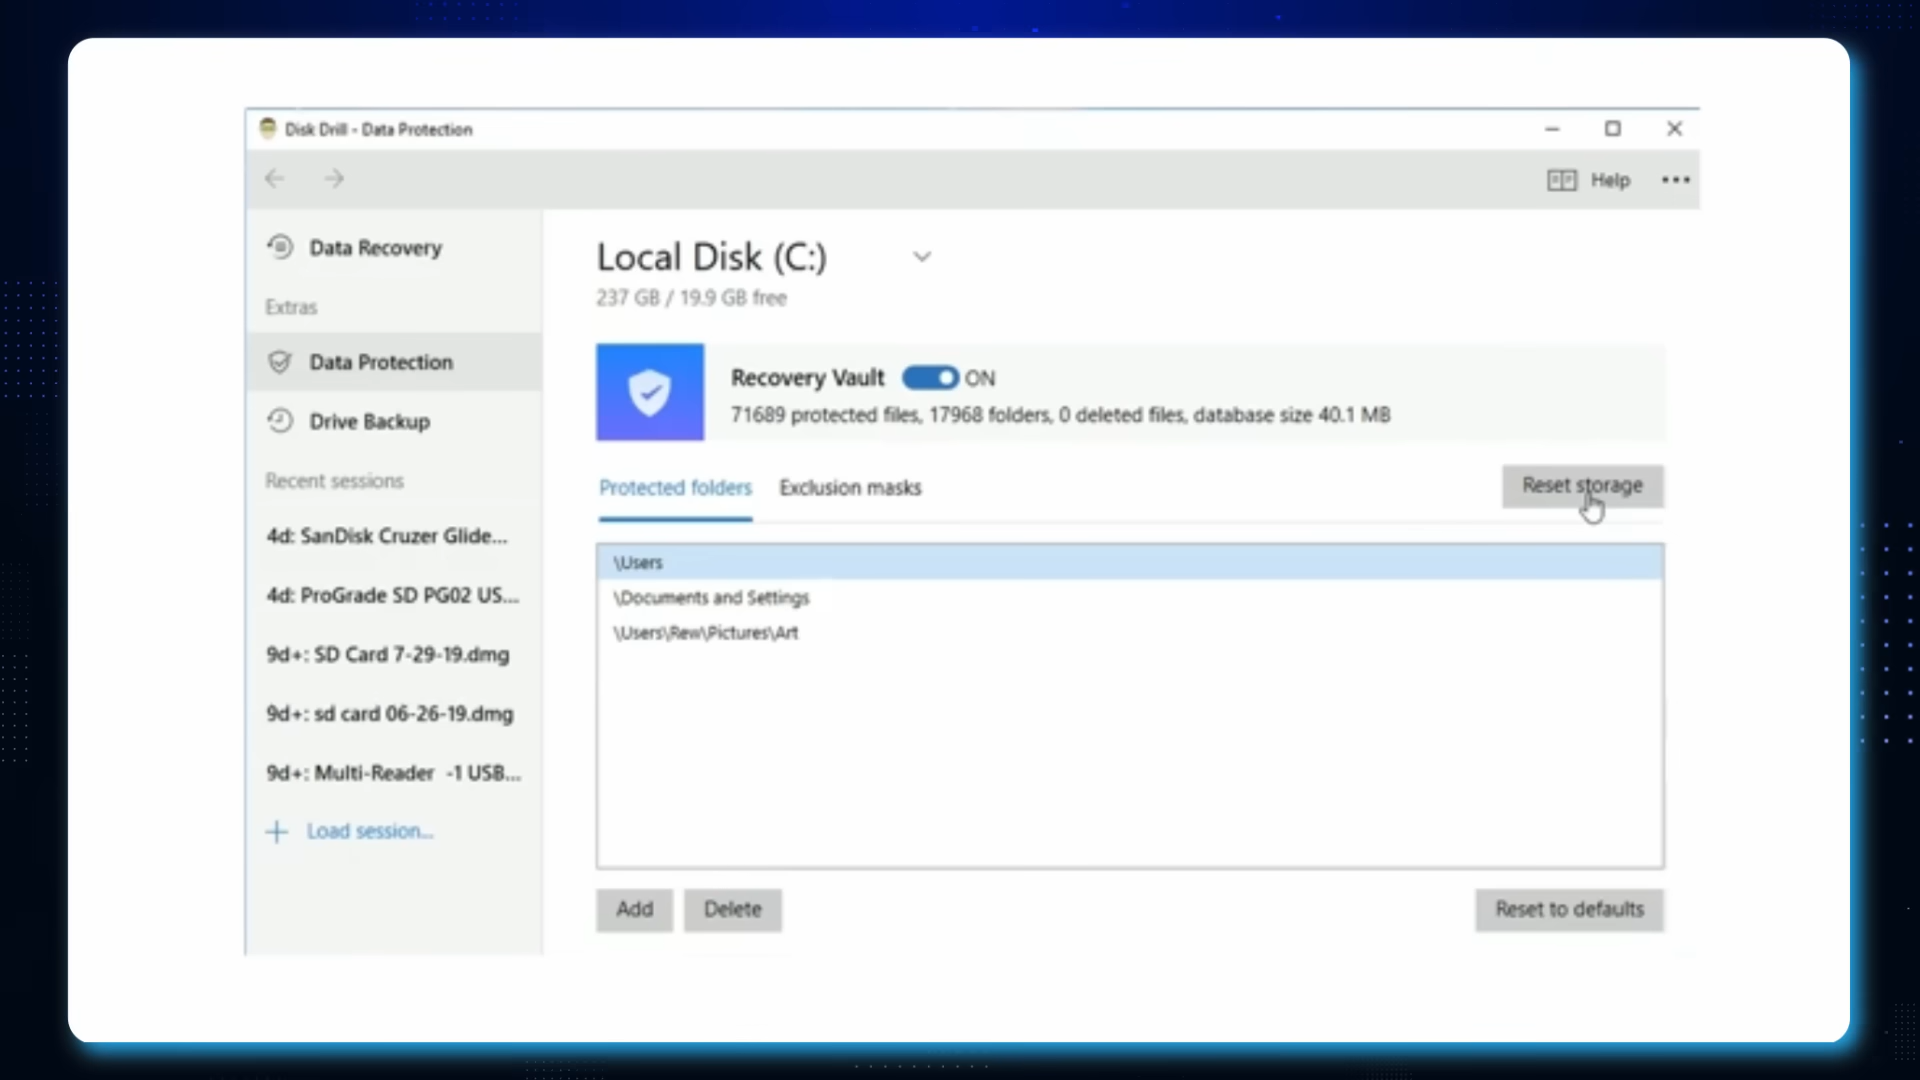 Disk Drill - Data Protection
Help
Data Recovery
Extras
Data Protection
Drive Backup
Recent sessions
4d: SanDisk Cruzer Glide...
4d: ProGrade SD PG02 US...
9d+: SD Card 7-29-19.dmg
9d+: sd card 06-26-19.dmg
9d+: Multi-Reader -1 USB...
Load session...
Local Disk (C:)
237 GB / 19.9 GB free
Recovery Vault ON
71689 protected files, 17968 folders, 0 deleted files, database size 40.1 MB
Protected folders Exclusion masks Reset storage
\Users
\Documents and Settings
\Users\Rew\Pictures\Art
Add Delete Reset to defaults